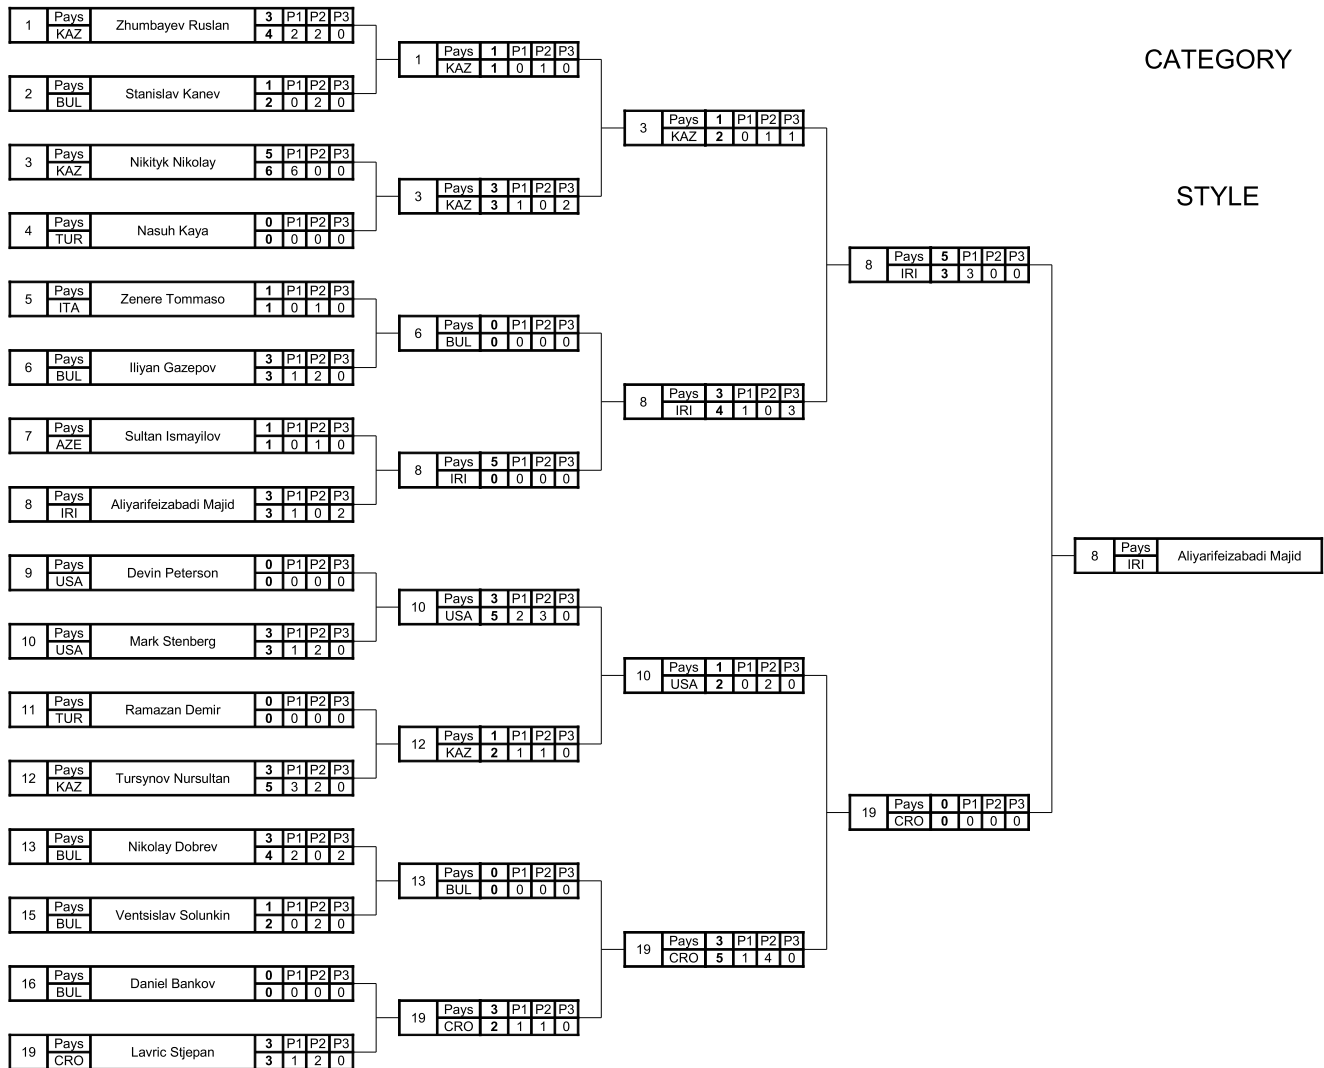 1 Pays Zhumbayev Ruslan 3 P1 P2 P3
KAZ 4 2 2 0
2 Pays Stanislav Kanev 1 P1 P2 P3
BUL 2 0 2 0
3 Pays Nikityk Nikolay 5 P1 P2 P3
KAZ 6 6 0 0
4 Pays Nasuh Kaya 0 P1 P2 P3
TUR 0 0 0 0
5 Pays Zenere Tommaso 1 P1 P2 P3
ITA 1 0 1 0
6 Pays Iliyan Gazepov 3 P1 P2 P3
BUL 3 1 2 0
7 Pays Sultan Ismayilov 1 P1 P2 P3
AZE 1 0 1 0
8 Pays Aliyarifeizabadi Majid 3 P1 P2 P3
IRI 3 1 0 2
9 Pays Devin Peterson 0 P1 P2 P3
USA 0 0 0 0
10 Pays Mark Stenberg 3 P1 P2 P3
USA 3 1 2 0
11 Pays Ramazan Demir 0 P1 P2 P3
TUR 0 0 0 0
12 Pays Tursynov Nursultan 3 P1 P2 P3
KAZ 5 3 2 0
13 Pays Nikolay Dobrev 3 P1 P2 P3
BUL 4 2 0 2
15 Pays Ventsislav Solunkin 1 P1 P2 P3
BUL 2 0 2 0
16 Pays Daniel Bankov 0 P1 P2 P3
BUL 0 0 0 0
19 Pays Lavric Stjepan 3 P1 P2 P3
CRO 3 1 2 0
1 Pays 1 P1 P2 P3
KAZ 1 0 1 0
3 Pays 3 P1 P2 P3
KAZ 3 1 0 2
6 Pays 0 P1 P2 P3
BUL 0 0 0 0
8 Pays 5 P1 P2 P3
IRI 0 0 0 0
10 Pays 3 P1 P2 P3
USA 5 2 3 0
12 Pays 1 P1 P2 P3
KAZ 2 1 1 0
13 Pays 0 P1 P2 P3
BUL 0 0 0 0
19 Pays 3 P1 P2 P3
CRO 2 1 1 0
3 Pays 1 P1 P2 P3
KAZ 2 0 1 1
8 Pays 3 P1 P2 P3
IRI 4 1 0 3
10 Pays 1 P1 P2 P3
USA 2 0 2 0
19 Pays 3 P1 P2 P3
CRO 5 1 4 0
8 Pays 5 P1 P2 P3
IRI 3 3 0 0
19 Pays 0 P1 P2 P3
CRO 0 0 0 0
CATEGORY
STYLE
8 Pays Aliyarifeizabadi Majid
IRI